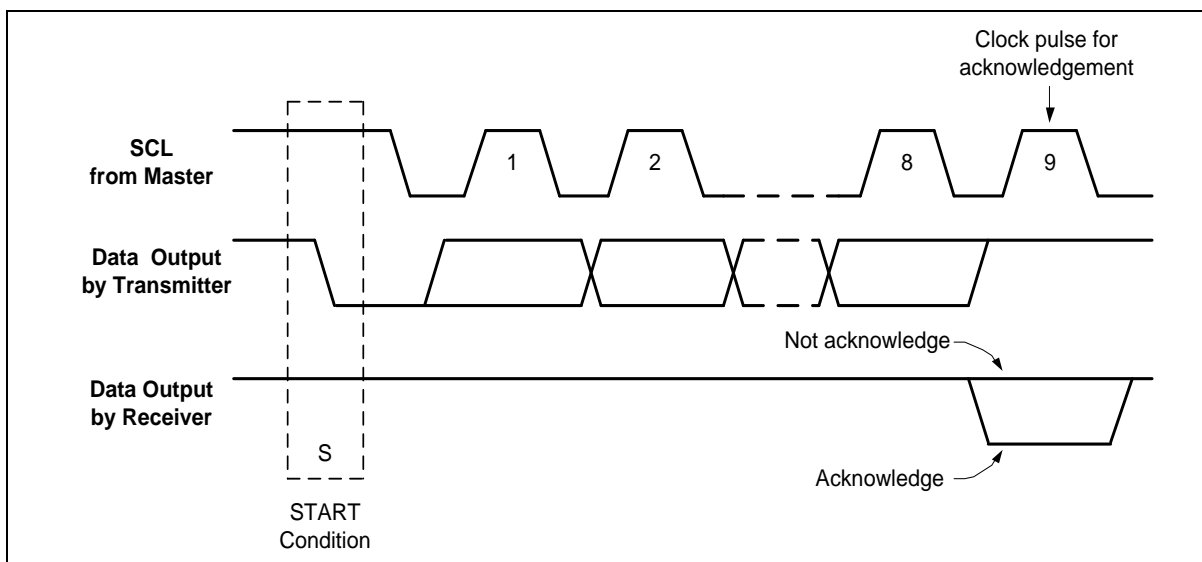 Clock pulse for
acknowledgement
SCL
from Master
1
2
8
9
Data Output
by Transmitter
Not acknowledge
Data Output
by Receiver
S
Acknowledge
START
Condition